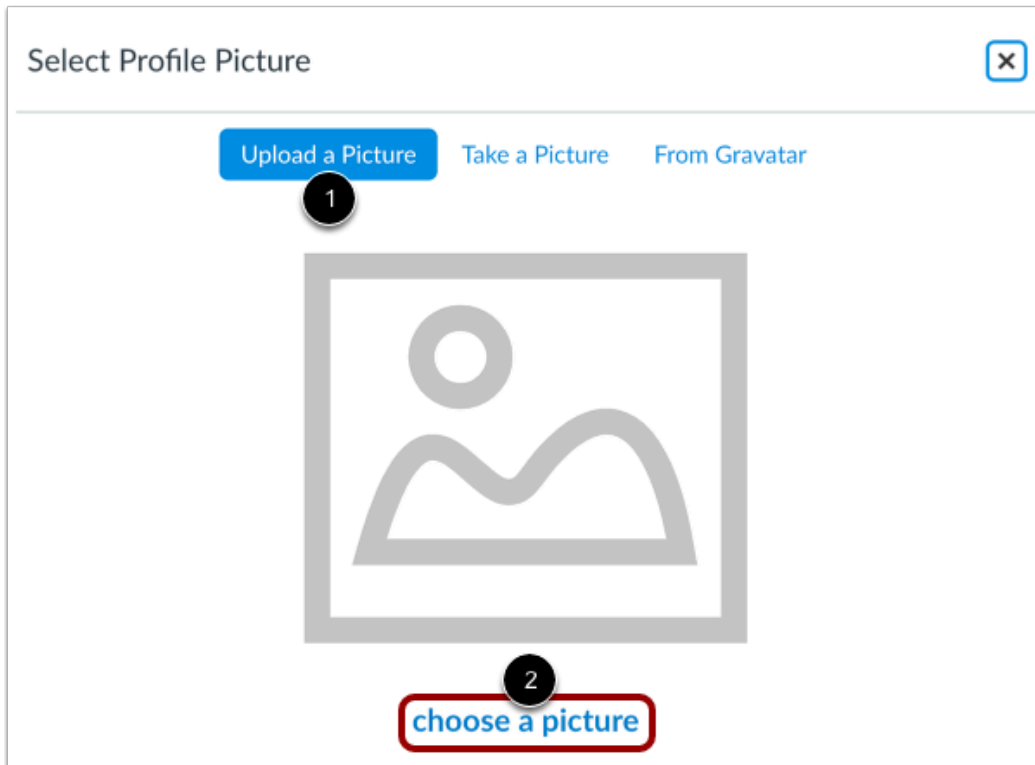 Select Profile Picture
Upload a Picture Take a Picture From Gravatar
1
2
choose a picture